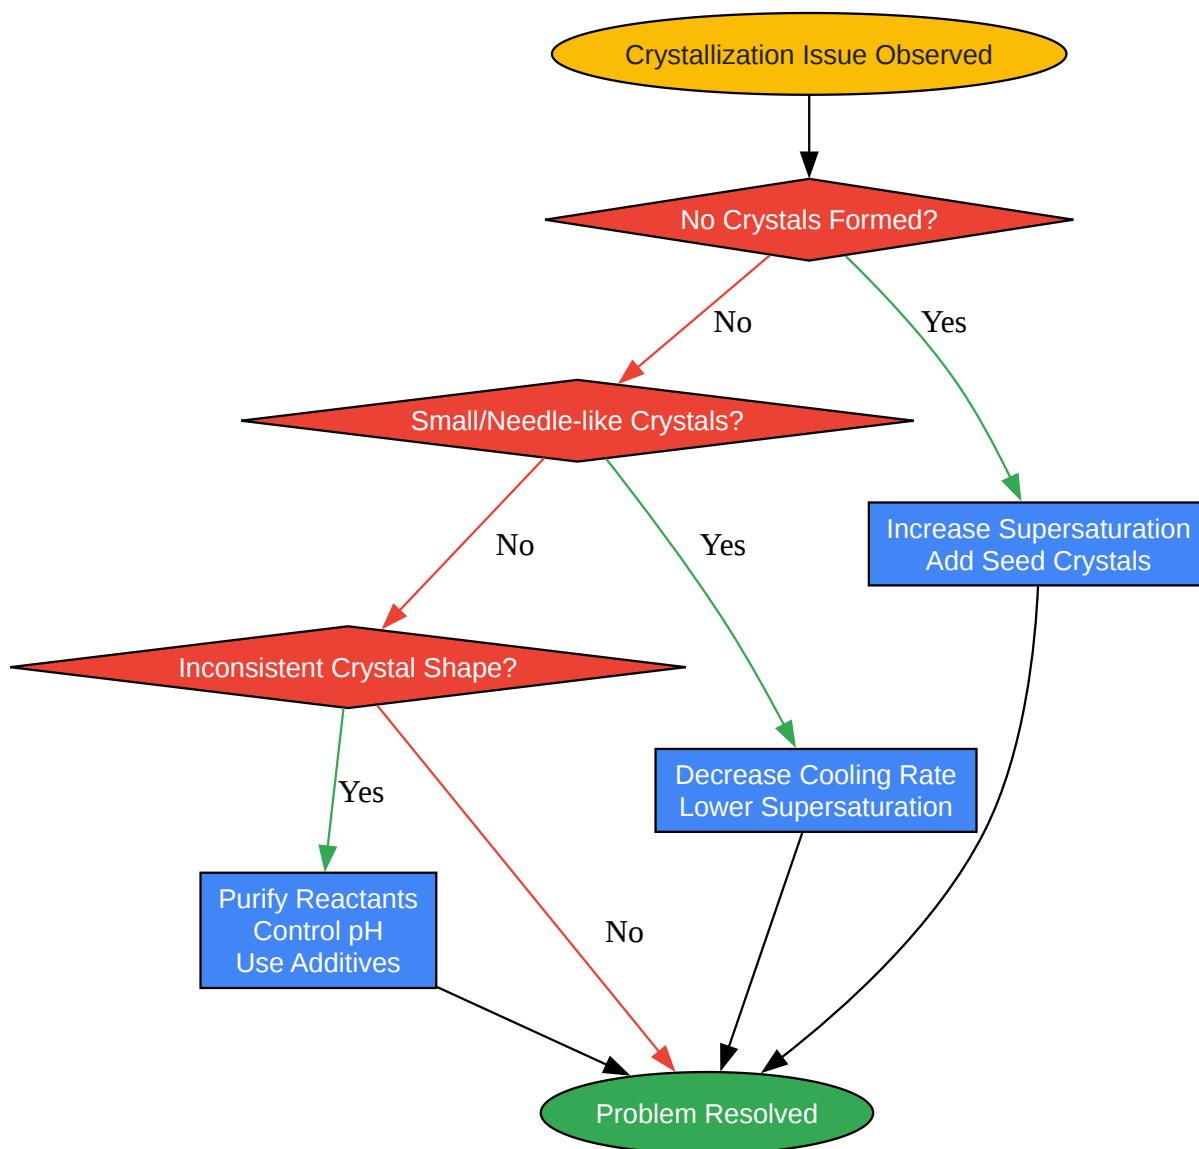 Crystallization Issue Observed
No Crystals Formed?
No
Yes
Small/Needle-like Crystals?
No
Yes
Increase Supersaturation
Add Seed Crystals
Inconsistent Crystal Shape?
Yes
No
Decrease Cooling Rate
Lower Supersaturation
Purify Reactants
Control pH
Use Additives
Problem Resolved